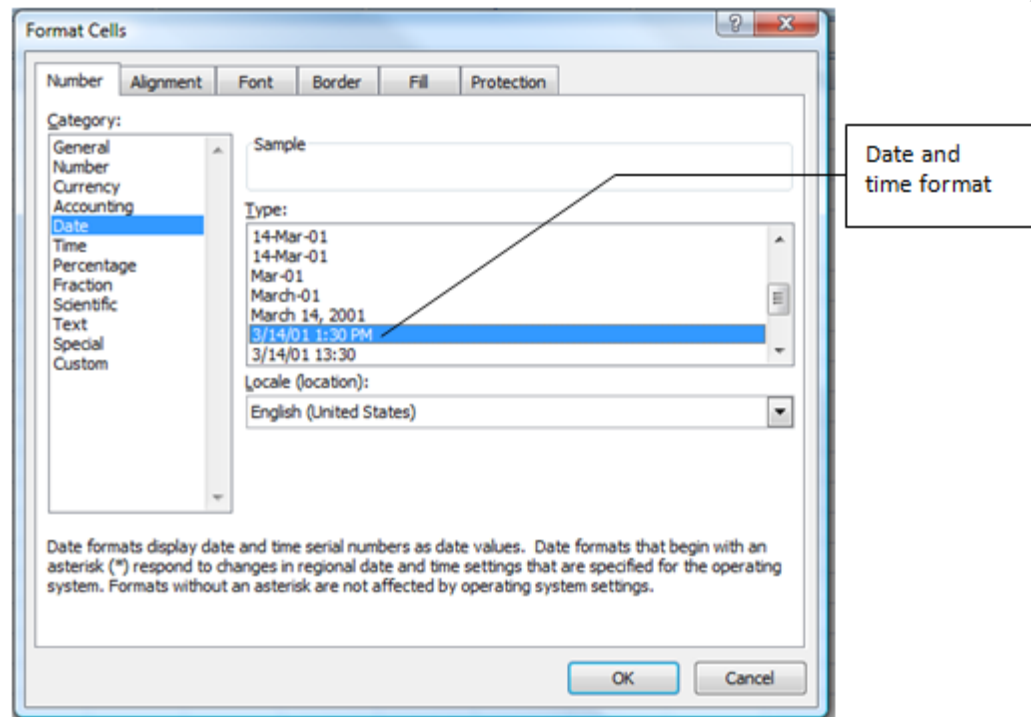 Format Cells
Number Alignment Font Border Fill Protection
Category:
General
Number
Currency
Accounting
Date
Time
Percentage
Fraction
Scientific
Text
Special
Custom
Sample
Type:
14-Mar-01
14-Mar-01
Mar-01
March-01
March 14, 2001
3/14/01 1:30 PM
3/14/01 13:30
Locale (location):
English (United States)
Date formats display date and time serial numbers as date values. Date formats that begin with an
asterisk (*) respond to changes in regional date and time settings that are specified for the operating
system. Formats without an asterisk are not affected by operating system settings.
OK Cancel
Date and
time format